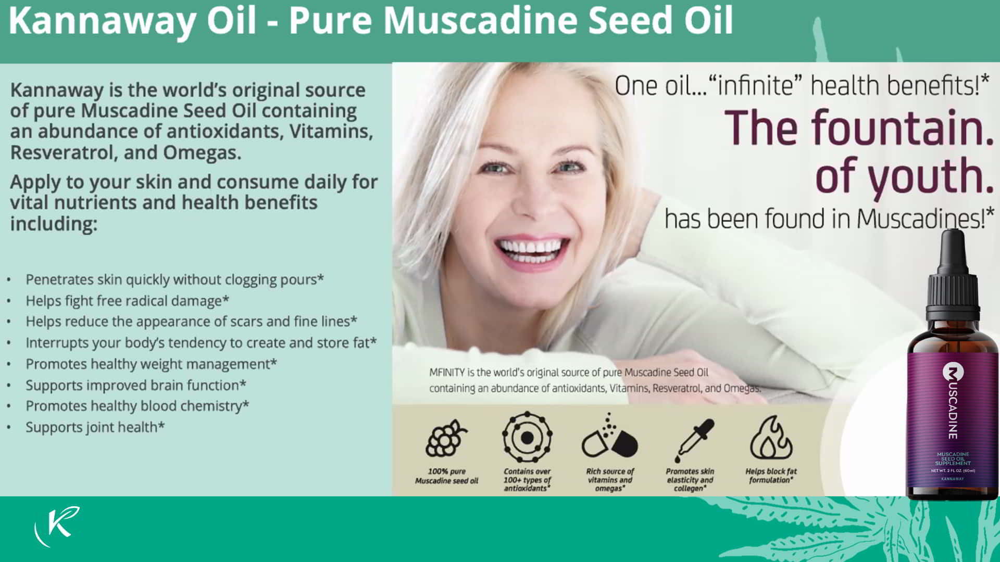 Kannaway Oil - Pure Muscadine Seed Oil
Kannaway is the world's original source
of pure Muscadine Seed Oil containing
an abundance of antioxidants, Vitamins,
Resveratrol, and Omegas.
Apply to your skin and consume daily for
vital nutrients and health benefits
including:
• Penetrates skin quickly without clogging pours*
• Helps fight free radical damage*
• Helps reduce the appearance of scars and fine lines*
• Interrupts your body's tendency to create and store fat*
• Promotes healthy weight management*
• Supports improved brain function*
• Promotes healthy blood chemistry*
• Supports joint health*
One oil..."infinite" health benefits!*
The fountain.
of youth.
has been found in Muscadines!*
MFINITY is the world's original source of pure Muscadine Seed Oil
containing an abundance of antioxidants, Vitamins, Resveratrol, and Omegas.
100% pure
Muscadine seed oil
Contains over
100+ types of
antioxidants*
Rich source of
vitamins and
omegas*
Promotes skin
elasticity and
collegen*
Helps block fat
formulation*
MUSCADINE
MUSCADINE
SEED OIL
SUPPLEMENT
NET WT. 2 FL OZ. (60ml)
KANNAWAY
K